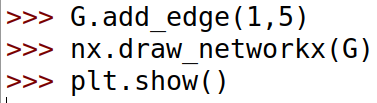 >>> G.add_edge(1,5)
>>> nx.draw_networkx(G)
>>> plt.show()